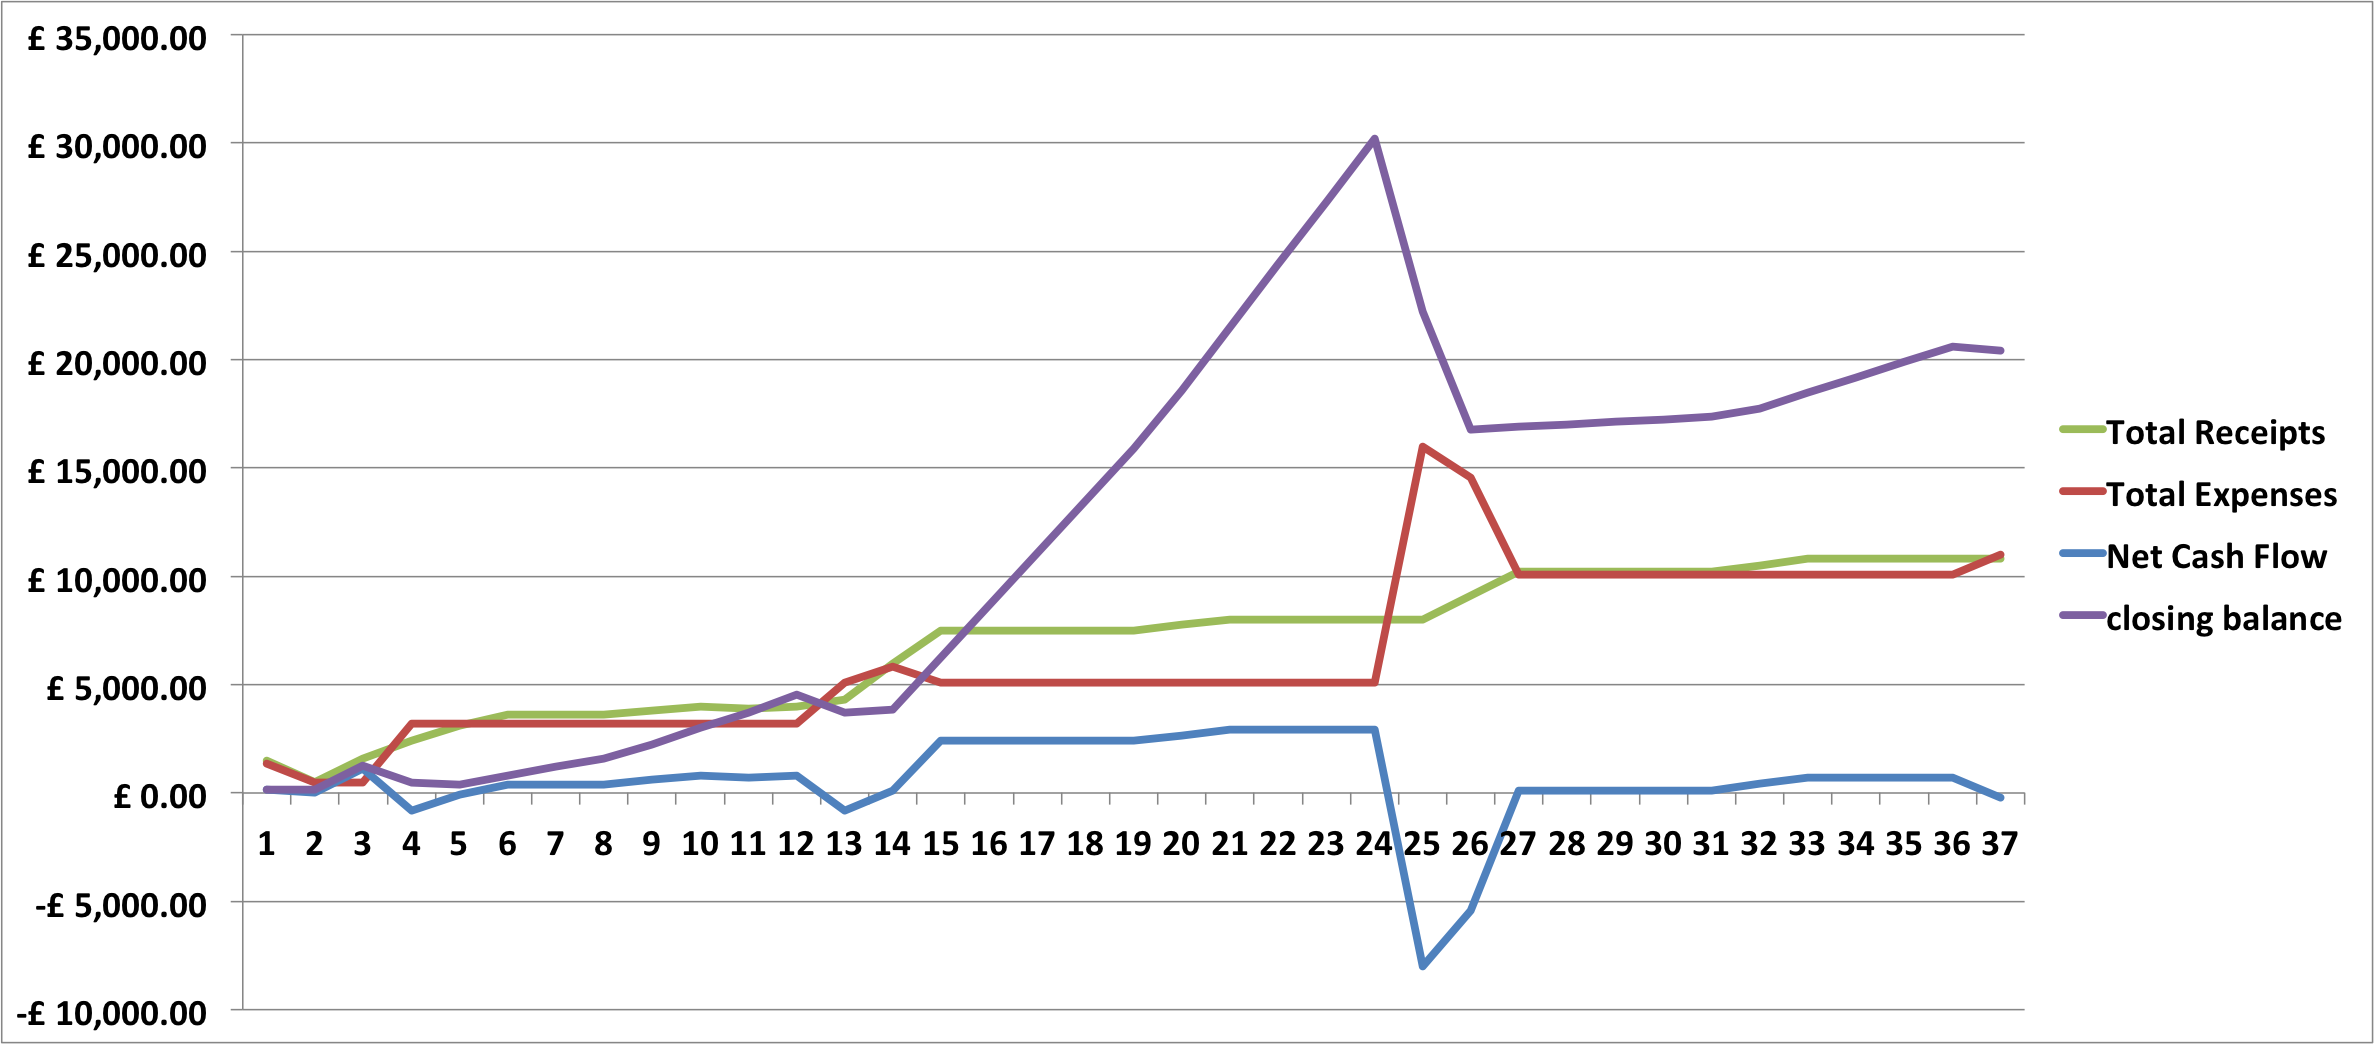 £ 35,000.00
£ 30,000.00
£ 25,000.00
£ 20,000.00
£ 15,000.00
£ 10,000.00
£ 5,000.00
£ 0.00
-£ 5,000.00
-£ 10,000.00
1 2 3 4 5 6 7 8 9 10 11 12 13 14 15 16 17 18 19 20 21 22 23 24 25 26 27 28 29 30 31 32 33 34 35 36 37
Total Receipts
Total Expenses
Net Cash Flow
closing balance